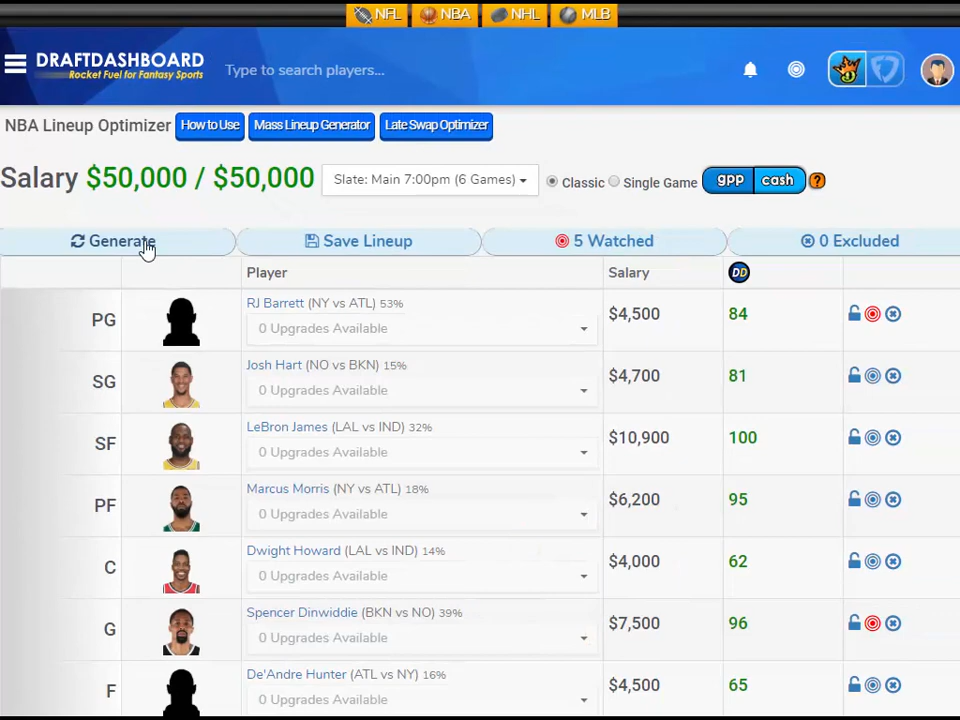 NFL NBA NHL MLB
DRAFTDASHBOARD
Rocket Fuel for Fantasy Sports
Type to search players...
NBA Lineup Optimizer How to Use Mass Lineup Generator Late Swap Optimizer
Salary $50,000 / $50,000 Slate: Main 7:00pm (6 Games) Classic Single Game gpp cash ?
Generate Save Lineup 5 Watched 0 Excluded
Player Salary DD
RJ Barrett (NY vs ATL) 53%
PG 0 Upgrades Available $4,500 84
Josh Hart (NO vs BKN) 15%
SG 0 Upgrades Available $4,700 81
LeBron James (LAL vs IND) 32%
SF 0 Upgrades Available $10,900 100
Marcus Morris (NY vs ATL) 18%
PF 0 Upgrades Available $6,200 95
Dwight Howard (LAL vs IND) 14%
C 0 Upgrades Available $4,000 62
Spencer Dinwiddie (BKN vs NO) 39%
G 0 Upgrades Available $7,500 96
De'Andre Hunter (ATL vs NY) 16%
F 0 Upgrades Available $4,500 65